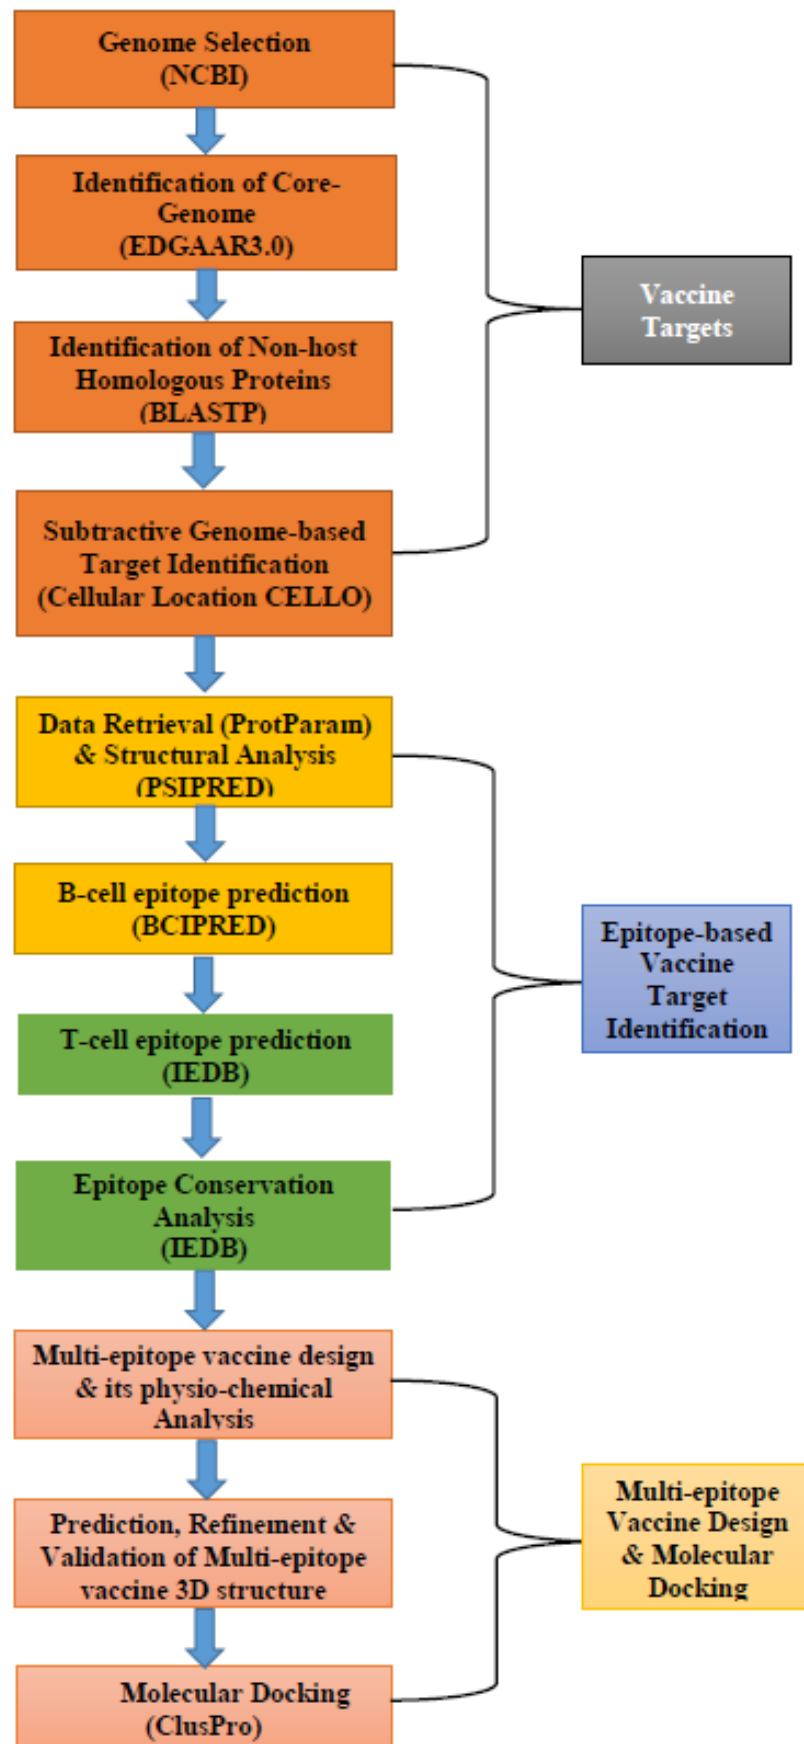 Genome Selection
(NCBI)
Identification of Core-
Genome
(EDGAAR3.0)
Identification of Non-host
Homologous Proteins
(BLASTP)
Subtractive Genome-based
Target Identification
(Cellular Location CELLO)
Vaccine
Targets
Data Retrieval (ProtParam)
& Structural Analysis
(PSIPRED)
B-cell epitope prediction
(BCIPRED)
T-cell epitope prediction
(IEDB)
Epitope Conservation
Analysis
(IEDB)
Epitope-based
Vaccine
Target
Identification
Multi-epitope vaccine design
& its physio-chemical
Analysis
Prediction, Refinement &
Validation of Multi-epitope
vaccine 3D structure
Molecular Docking
(ClusPro)
Multi-epitope
Vaccine Design
& Molecular
Docking